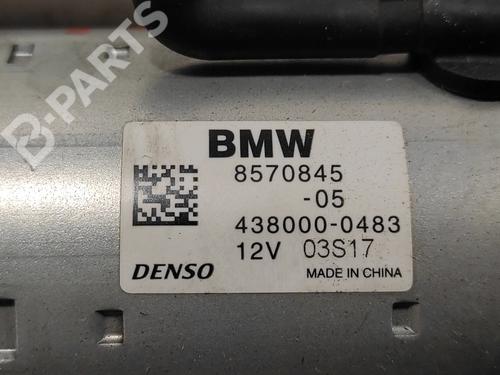 B-PARTS
BMW
8570845
-05
438000-0483
12V 03S17
DENSO MADE IN CHINA